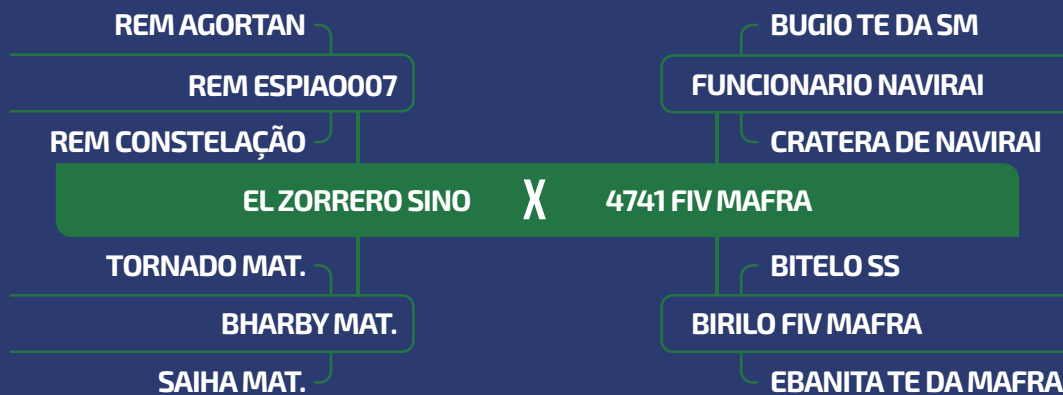 REM AGORTAN
BUGIO TE DA SM
REM ESPIAO007
FUNCIONARIO NAVIRAI
REM CONSTELAÇÃO
CRATERA DE NAVIRAI
EL ZORRERO SINO X 4741 FIV MAFRA
TORNADO MAT.
BITELO SS
BHARBY MAT.
BIRILO FIV MAFRA
SAIHA MAT.
EBANITA TE DA MAFRA